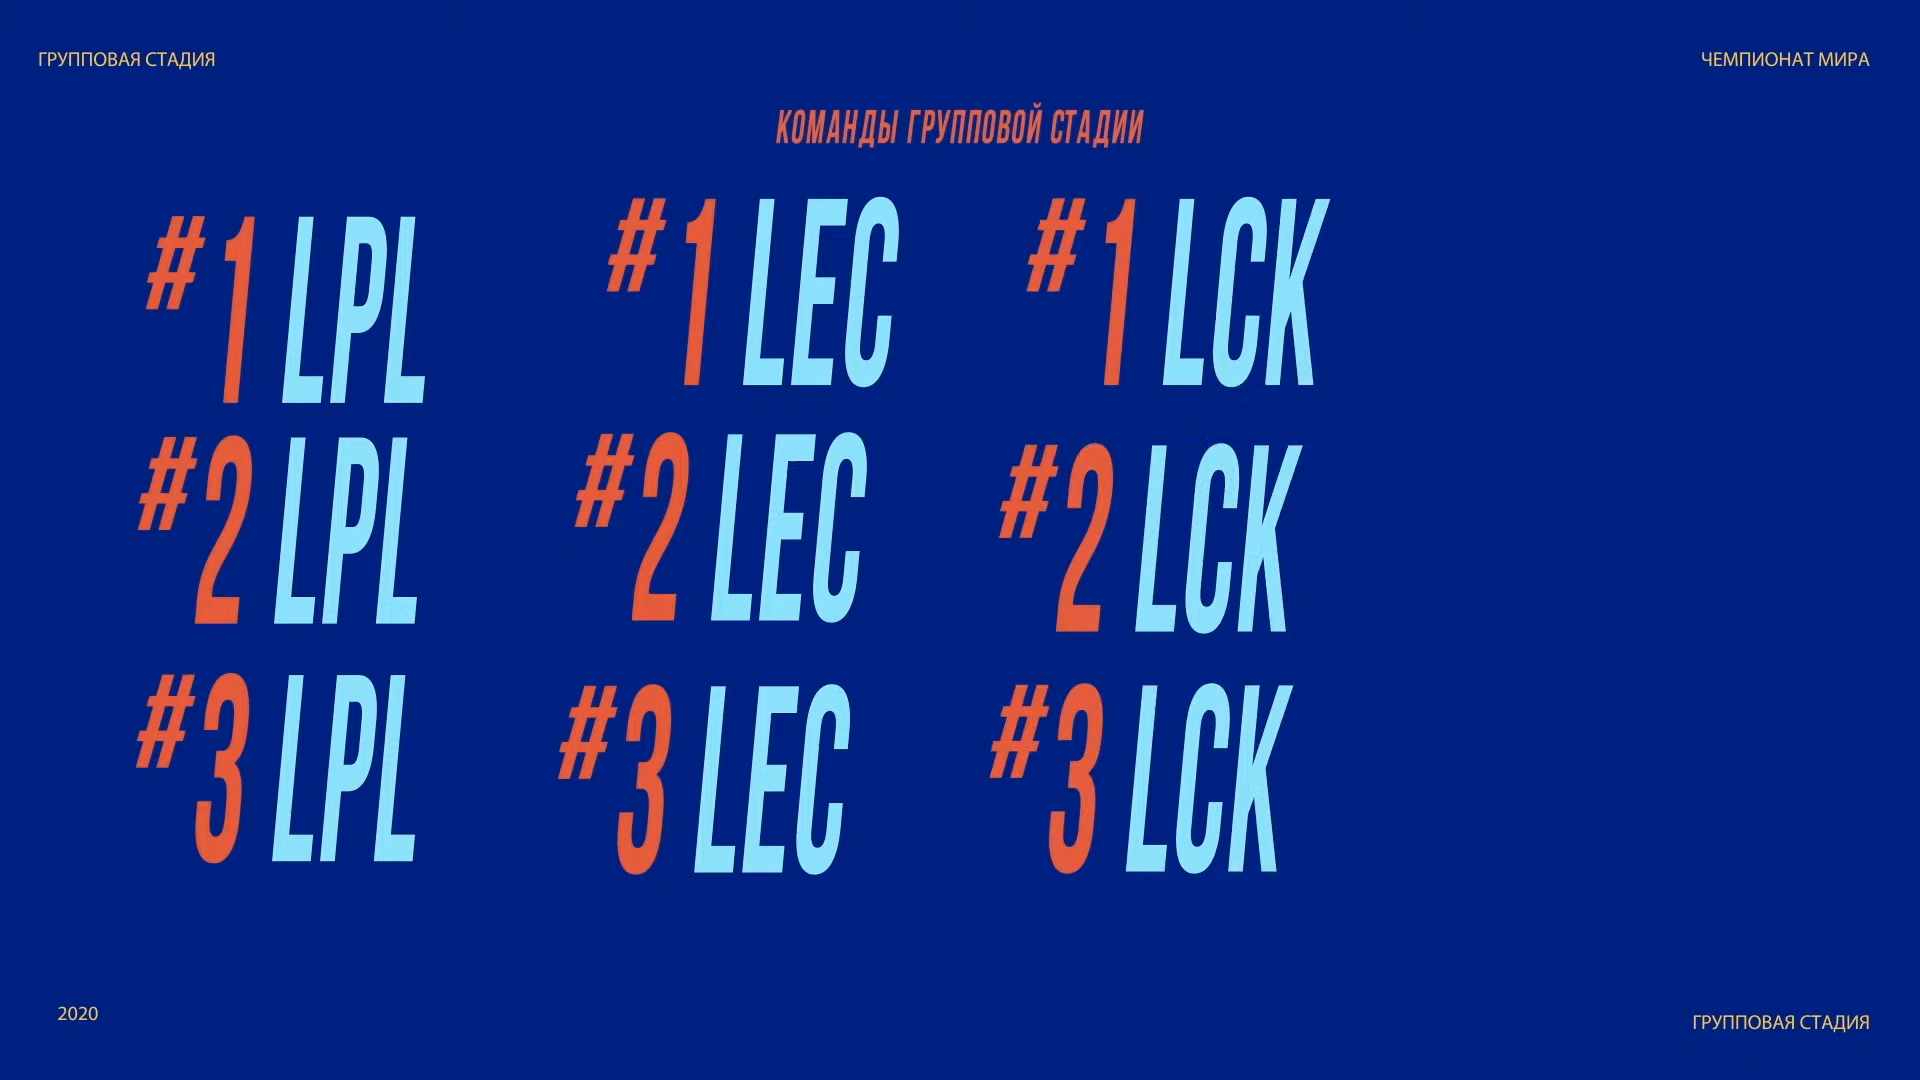 ГРУППОВАЯ СТАДИЯ
ЧЕМПИОНАТ МИРА
КОМАНДЫ ГРУППОВОЙ СТАДИИ
#1 LPL
#1 LEC
#1 LCK
#2 LPL
#2 LEC
#2 LCK
#3 LPL
#3 LEC
#3 LCK
2020
ГРУППОВАЯ СТАДИЯ